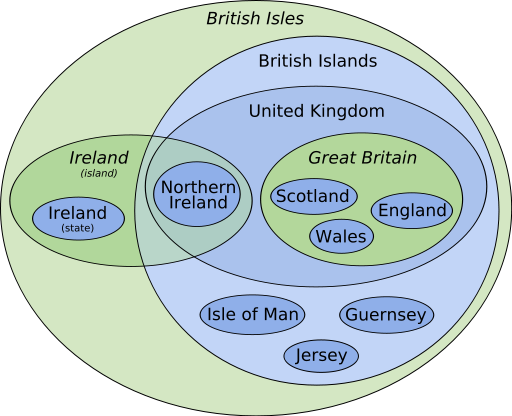 British Isles
British Islands
United Kingdom
Ireland
(island)
Great Britain
Northern
Ireland
Scotland
England
Ireland
(state)
Wales
Isle of Man
Guernsey
Jersey